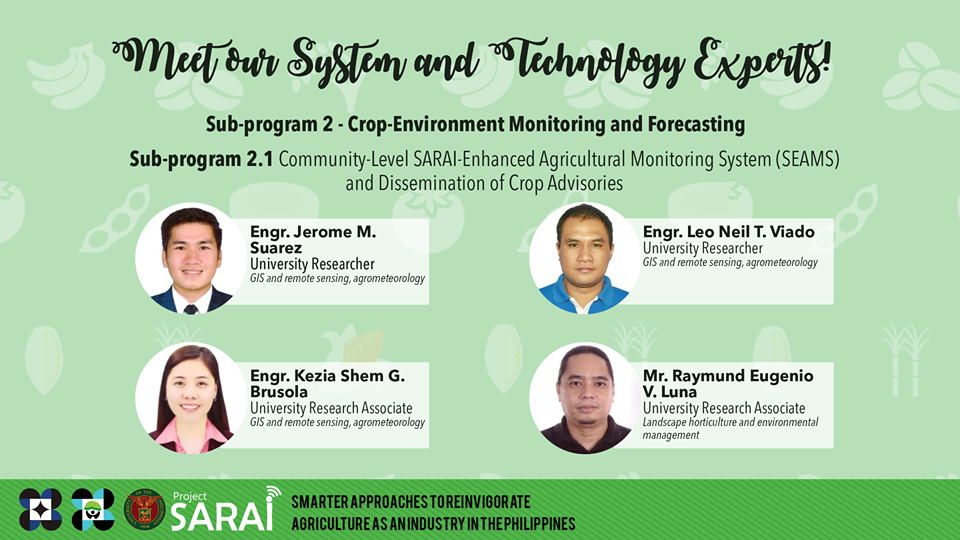 Meet our System and Technology Experts!
Sub-program 2 - Crop-Environment Monitoring and Forecasting
Sub-program 2.1 Community-Level SARAI-Enhanced Agricultural Monitoring System (SEAMS)
and Dissemination of Crop Advisories
Engr. Jerome M.
Suarez
University Researcher
GIS and remote sensing, agrometeorology
Engr. Leo Neil T. Viado
University Researcher
GIS and remote sensing, agrometeorology
Engr. Kezia Shem G.
Brusola
University Research Associate
GIS and remote sensing, agrometeorology
Mr. Raymund Eugenio
V. Luna
University Research Associate
Landscape horticulture and environmental
management
Project
SARAI
SMARTER APPROACHES TO REINVIGORATE
AGRICULTURE AS AN INDUSTRY IN THE PHILIPPINES